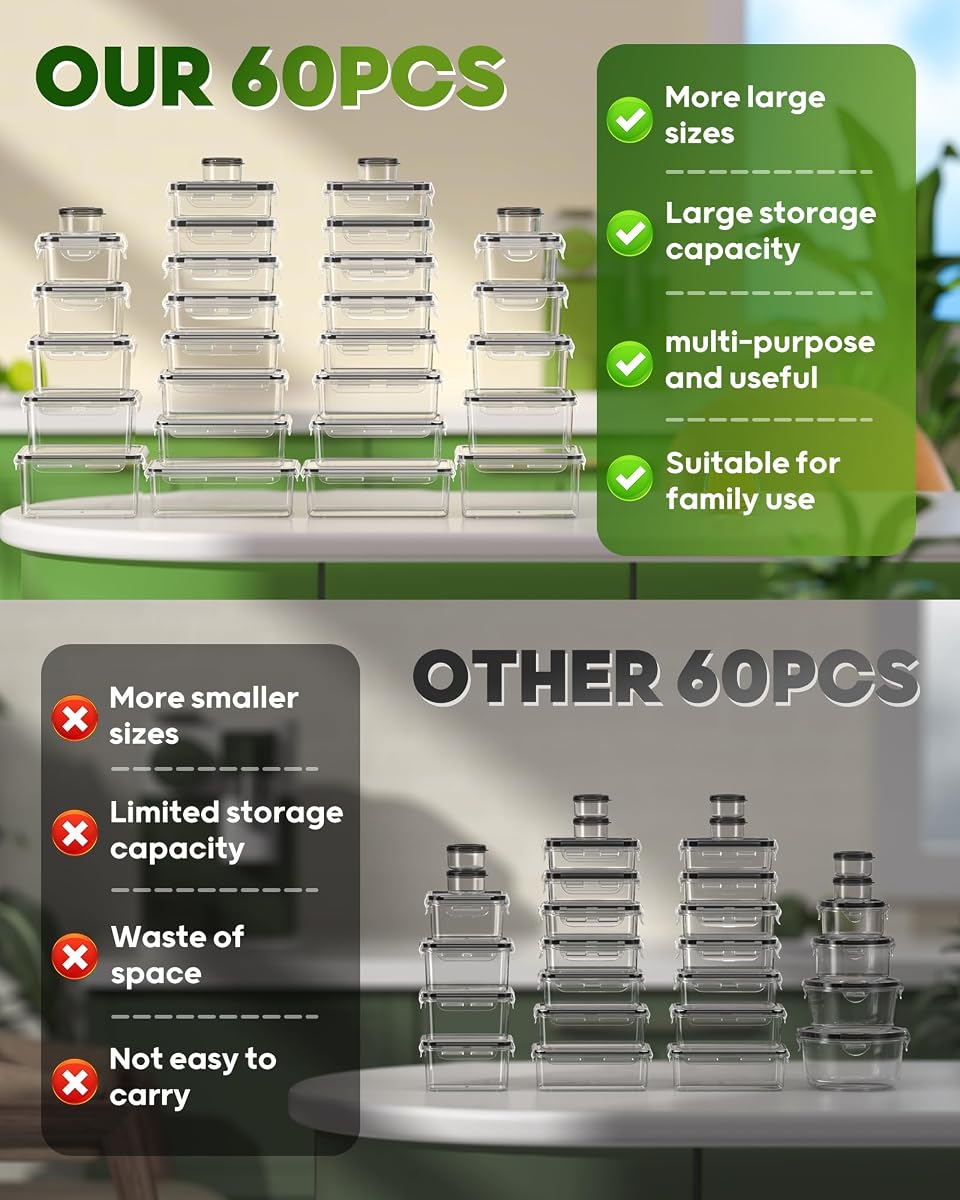 OUR 60PCS
More large
sizes
Large storage
capacity
multi-purpose
and useful
Suitable for
family use
OTHER 60PCS
More smaller
sizes
Limited storage
capacity
Waste of
space
Not easy to
carry